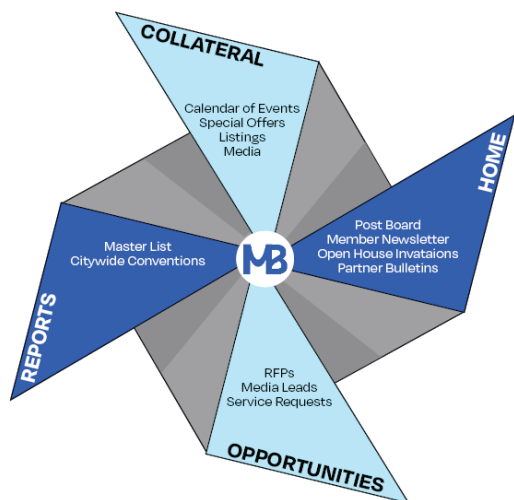 COLLATERAL
Calendar of Events
Special Offers
Listings
Media
HOME
Post Board
Member Newsletter
Open House Invataions
Partner Bulletins
MB
Master List
Citywide Conventions
REPORTS
RFPs
Media Leads
Service Requests
OPPORTUNITIES